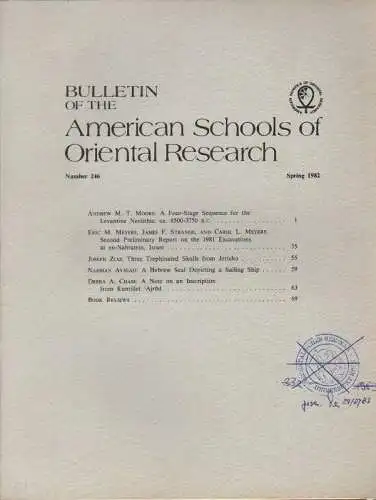 BULLETIN
OF THE
American Schools of
Oriental Research
Number 246 Spring 1982
ANDREW M. T. MOORE: A Four-Stage Sequence for the
Levantine Neolithic, ca. 8500-3750 B.C. 1
ERIC M. MEYERS, JAMES F. STRANGE, AND CAROL L. MEYERS:
Second Preliminary Report on the 1981 Excavations
at en-Nabratein, Israel 35
JOSEPH ZIAS: Three Trephinated Skulls from Jericho 55
NAHMAN AVIGAD: A Hebrew Seal Depicting a Sailing Ship 59
DEBRA A. CHASE: A Note on an Inscription
from Kuntillet ʿAjrūd 63
BOOK REVIEWS 69